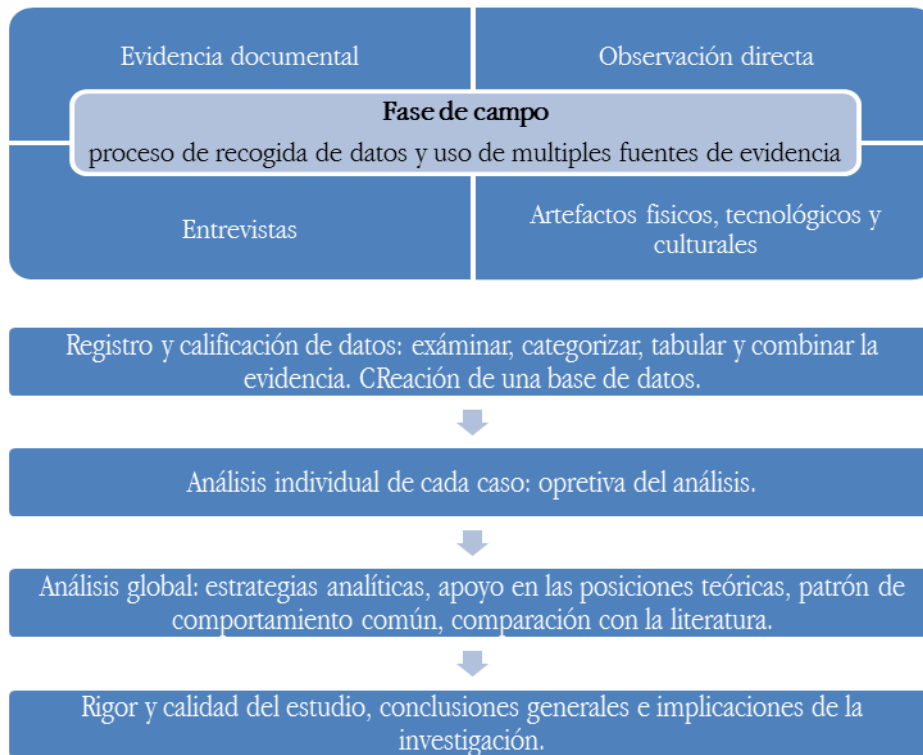 Evidencia documental
Observación directa
Fase de campo
proceso de recogida de datos y uso de multiples fuentes de evidencia
Entrevistas
Artefactos fisicos, tecnológicos y
culturales
Registro y calificación de datos: exáminar, categorizar, tabular y combinar la
evidencia. CReación de una base de datos.
Análisis individual de cada caso: opretiva del análisis.
Análisis global: estrategias analíticas, apoyo en las posiciones teóricas, patrón de
comportamiento común, comparación con la literatura.
Rigor y calidad del estudio, conclusiones generales e implicaciones de la
investigación.